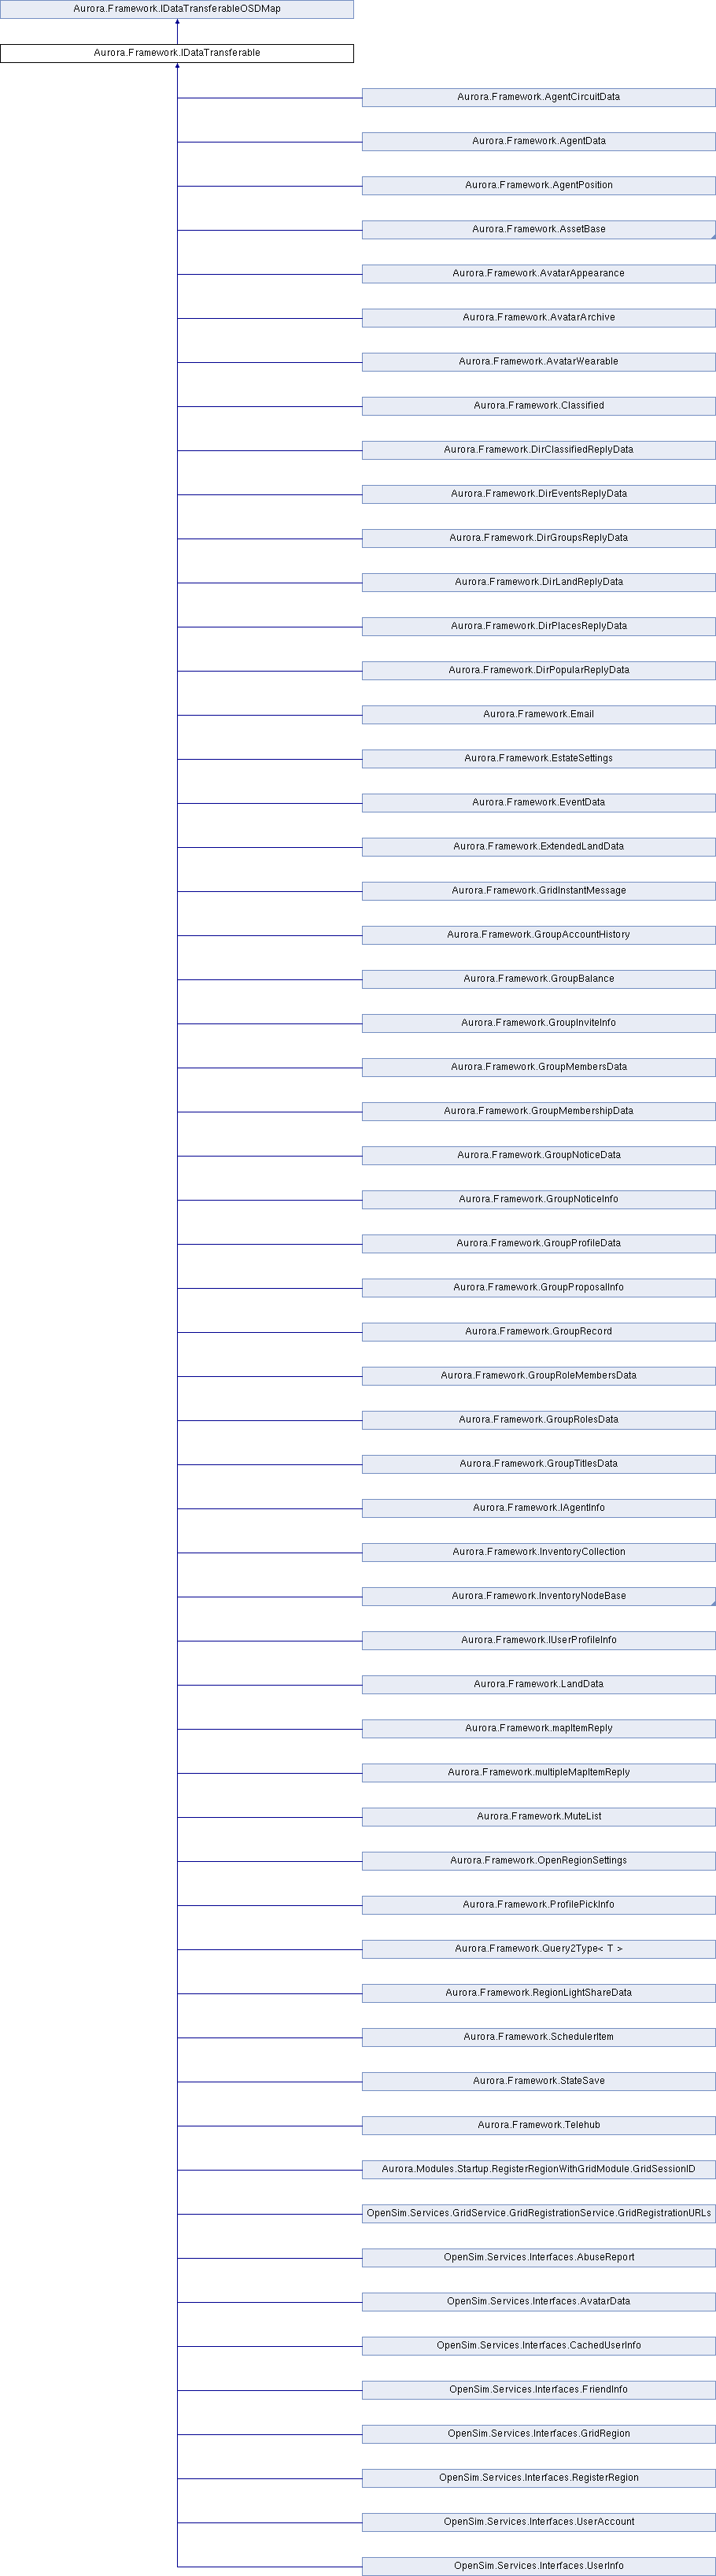 Aurora.Framework.IDataTransferableOSDMap
Aurora.Framework.IDataTransferable
Aurora.Framework.AgentCircuitData
Aurora.Framework.AgentData
Aurora.Framework.AgentPosition
Aurora.Framework.AssetBase
Aurora.Framework.AvatarAppearance
Aurora.Framework.AvatarArchive
Aurora.Framework.AvatarWearable
Aurora.Framework.Classified
Aurora.Framework.DirClassifiedReplyData
Aurora.Framework.DirEventsReplyData
Aurora.Framework.DirGroupsReplyData
Aurora.Framework.DirLandReplyData
Aurora.Framework.DirPlacesReplyData
Aurora.Framework.DirPopularReplyData
Aurora.Framework.Email
Aurora.Framework.EstateSettings
Aurora.Framework.EventData
Aurora.Framework.ExtendedLandData
Aurora.Framework.GridInstantMessage
Aurora.Framework.GroupAccountHistory
Aurora.Framework.GroupBalance
Aurora.Framework.GroupInviteInfo
Aurora.Framework.GroupMembersData
Aurora.Framework.GroupMembershipData
Aurora.Framework.GroupNoticeData
Aurora.Framework.GroupNoticeInfo
Aurora.Framework.GroupProfileData
Aurora.Framework.GroupProposalInfo
Aurora.Framework.GroupRecord
Aurora.Framework.GroupRoleMembersData
Aurora.Framework.GroupRolesData
Aurora.Framework.GroupTitlesData
Aurora.Framework.IAgentInfo
Aurora.Framework.InventoryCollection
Aurora.Framework.InventoryNodeBase
Aurora.Framework.IUserProfileInfo
Aurora.Framework.LandData
Aurora.Framework.mapItemReply
Aurora.Framework.multipleMapItemReply
Aurora.Framework.MuteList
Aurora.Framework.OpenRegionSettings
Aurora.Framework.ProfilePickInfo
Aurora.Framework.Query2Type< T >
Aurora.Framework.RegionLightShareData
Aurora.Framework.SchedulerItem
Aurora.Framework.StateSave
Aurora.Framework.Telehub
Aurora.Modules.Startup.RegisterRegionWithGridModule.GridSessionID
OpenSim.Services.GridService.GridRegistrationService.GridRegistrationURLs
OpenSim.Services.Interfaces.AbuseReport
OpenSim.Services.Interfaces.AvatarData
OpenSim.Services.Interfaces.CachedUserInfo
OpenSim.Services.Interfaces.FriendInfo
OpenSim.Services.Interfaces.GridRegion
OpenSim.Services.Interfaces.RegisterRegion
OpenSim.Services.Interfaces.UserAccount
OpenSim.Services.Interfaces.UserInfo